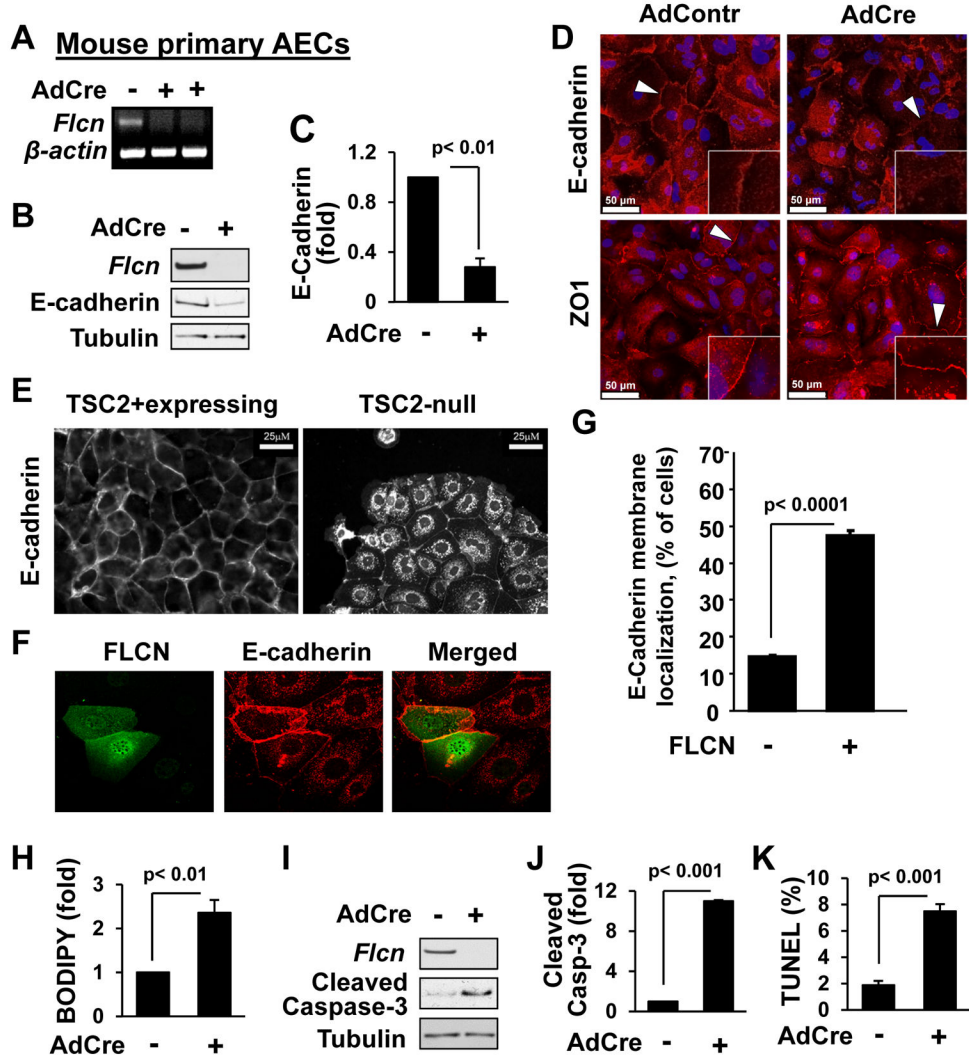 A Mouse primary AECs
AdCre - + +
Flcn
β-actin
B
AdCre - +
Flcn
E-cadherin
Tubulin
C
p< 0.01
E-Cadherin
(fold)
1.2
0.8
0.4
0
AdCre - +
D
AdContr AdCre
E-cadherin
50 µm 50 µm
ZO1
50 µm 50 µm
E
TSC2+expressing TSC2-null
E-cadherin
25µM 25µM
F
FLCN E-cadherin Merged
G
E-Cadherin membrane
localization, (% of cells)
70
60
50
40
30
20
10
0
p< 0.0001
FLCN - +
H
p< 0.01
BODIPY (fold)
3
2
1
0
AdCre - +
I
AdCre - +
Flcn
Cleaved
Caspase-3
Tubulin
J
p< 0.001
Cleaved
Casp-3 (fold)
12
8
4
0
AdCre - +
K
p< 0.001
TUNEL (%)
10
8
6
4
2
0
AdCre - +